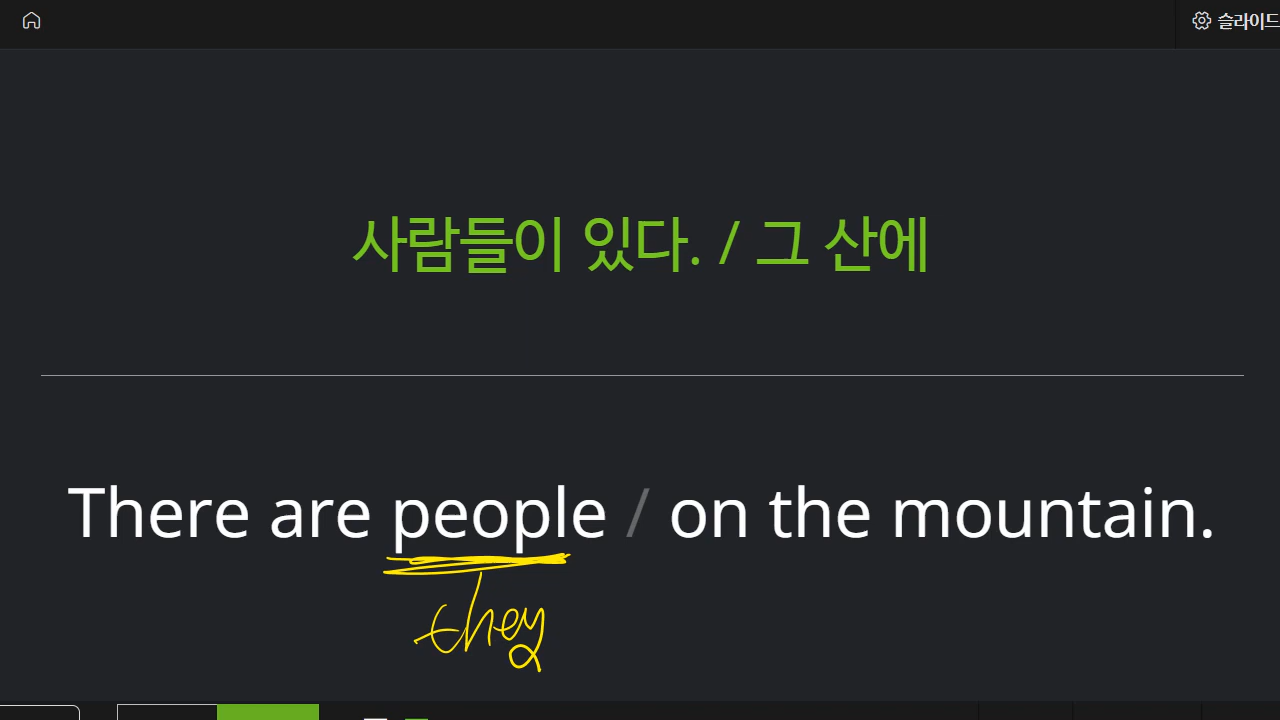 슬라이드
사람들이 있다. / 그 산에
There are people / on the mountain.
they